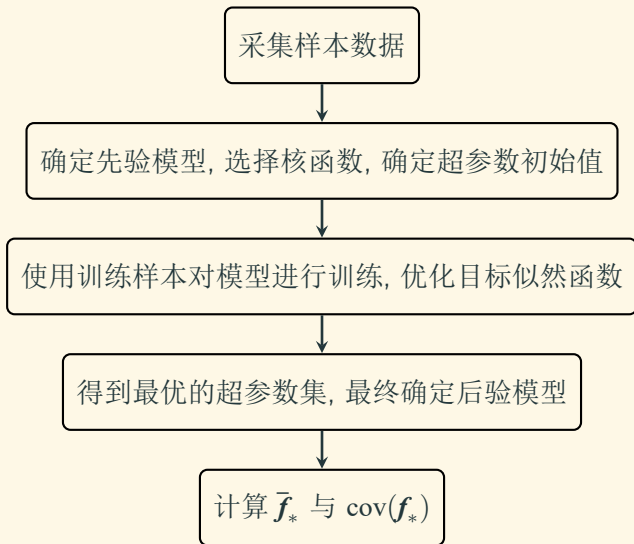 采集样本数据
确定先验模型, 选择核函数, 确定超参数初始值
使用训练样本对模型进行训练, 优化目标似然函数
得到最优的超参数集, 最终确定后验模型
计算 f̄_* 与 cov(f_*)